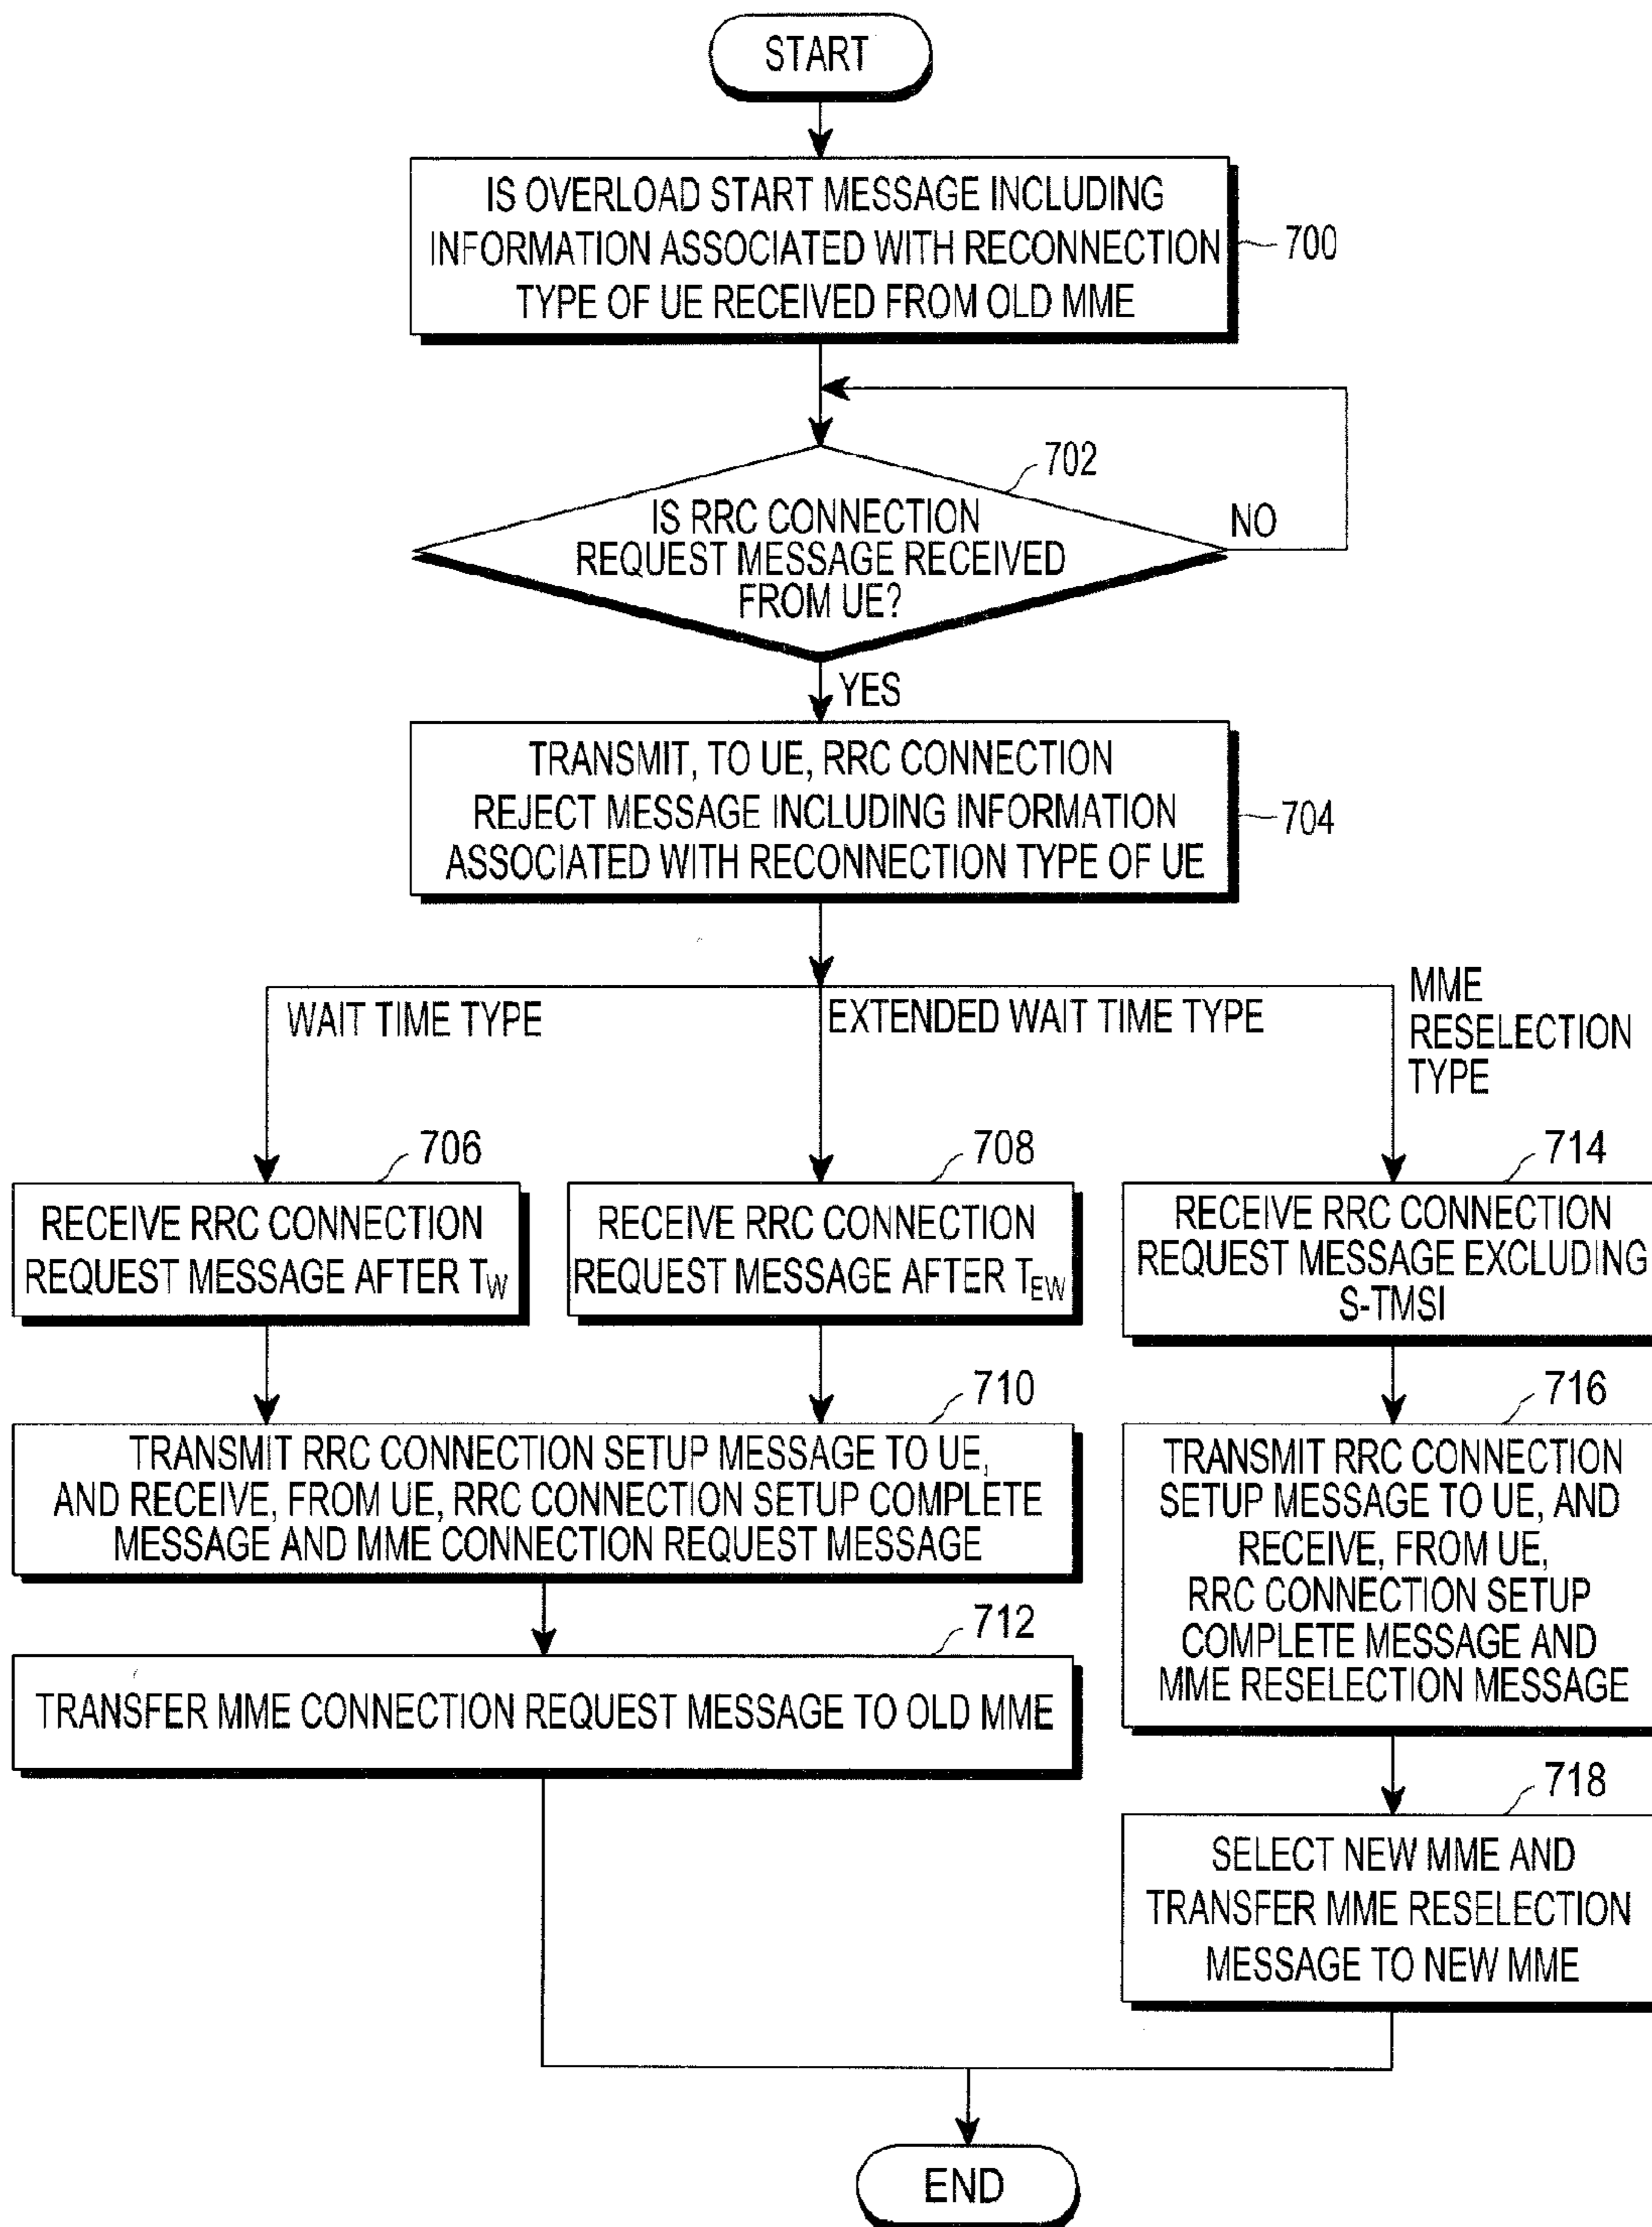 START
IS OVERLOAD START MESSAGE INCLUDING
INFORMATION ASSOCIATED WITH RECONNECTION
TYPE OF UE RECEIVED FROM OLD MME
700
702
IS RRC CONNECTION
REQUEST MESSAGE RECEIVED
FROM UE?
NO
YES
TRANSMIT, TO UE, RRC CONNECTION
REJECT MESSAGE INCLUDING INFORMATION
ASSOCIATED WITH RECONNECTION TYPE OF UE
704
WAIT TIME TYPE
EXTENDED WAIT TIME TYPE
MME
RESELECTION
TYPE
706
RECEIVE RRC CONNECTION
REQUEST MESSAGE AFTER TW
708
RECEIVE RRC CONNECTION
REQUEST MESSAGE AFTER TEW
714
RECEIVE RRC CONNECTION
REQUEST MESSAGE EXCLUDING
S-TMSI
710
TRANSMIT RRC CONNECTION SETUP MESSAGE TO UE,
AND RECEIVE, FROM UE, RRC CONNECTION SETUP COMPLETE
MESSAGE AND MME CONNECTION REQUEST MESSAGE
716
TRANSMIT RRC CONNECTION
SETUP MESSAGE TO UE, AND
RECEIVE, FROM UE,
RRC CONNECTION SETUP
COMPLETE MESSAGE AND
MME RESELECTION MESSAGE
712
TRANSFER MME CONNECTION REQUEST MESSAGE TO OLD MME
718
SELECT NEW MME AND
TRANSFER MME RESELECTION
MESSAGE TO NEW MME
END